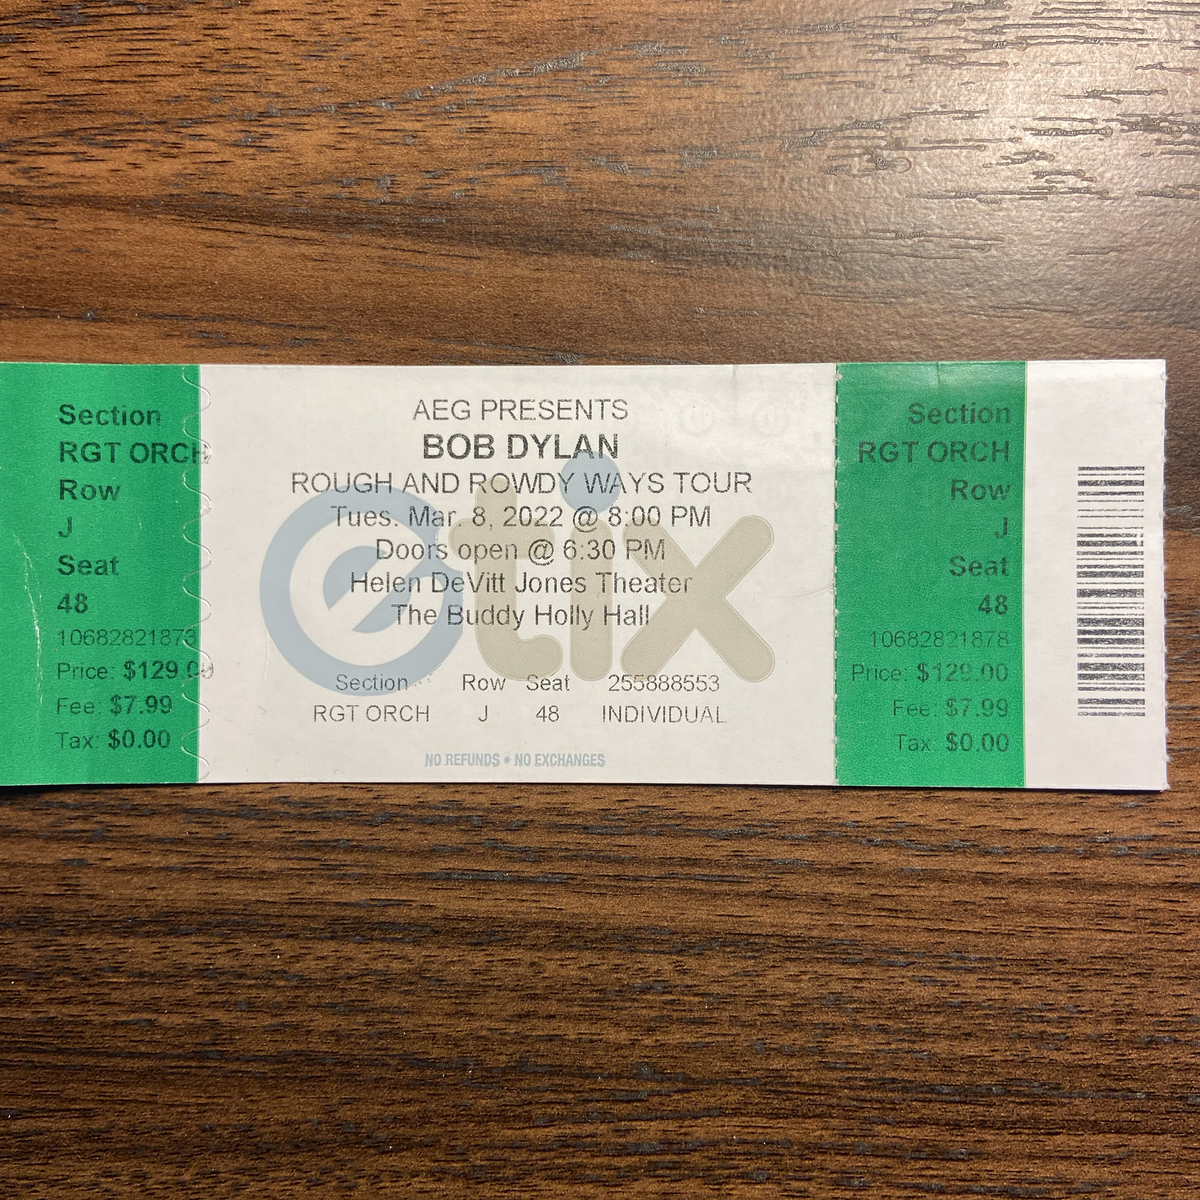 Section
RGT ORCH
Row
J
Seat
48
10682821873
Price: $129.00
Fee: $7.99
Tax: $0.00
AEG PRESENTS
BOB DYLAN
ROUGH AND ROWDY WAYS TOUR
Tues. Mar. 8, 2022 @ 8:00 PM
Doors open @ 6:30 PM
Helen DeVitt Jones Theater
The Buddy Holly Hall
etix
Section Row Seat 255888553
RGT ORCH J 48 INDIVIDUAL
NO REFUNDS • NO EXCHANGES
Section
RGT ORCH
Row
J
Seat
48
10682821878
Price: $129.00
Fee: $7.99
Tax: $0.00